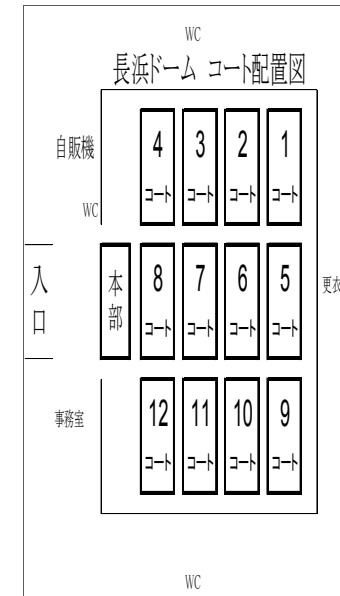 WC
長浜ドーム コート配置図
自販機
WC
4 3 2 1
コート コート コート コート
入口
本部
8 7 6 5
コート コート コート コート
更衣
事務室
12 11 10 9
コート コート コート コート
WC